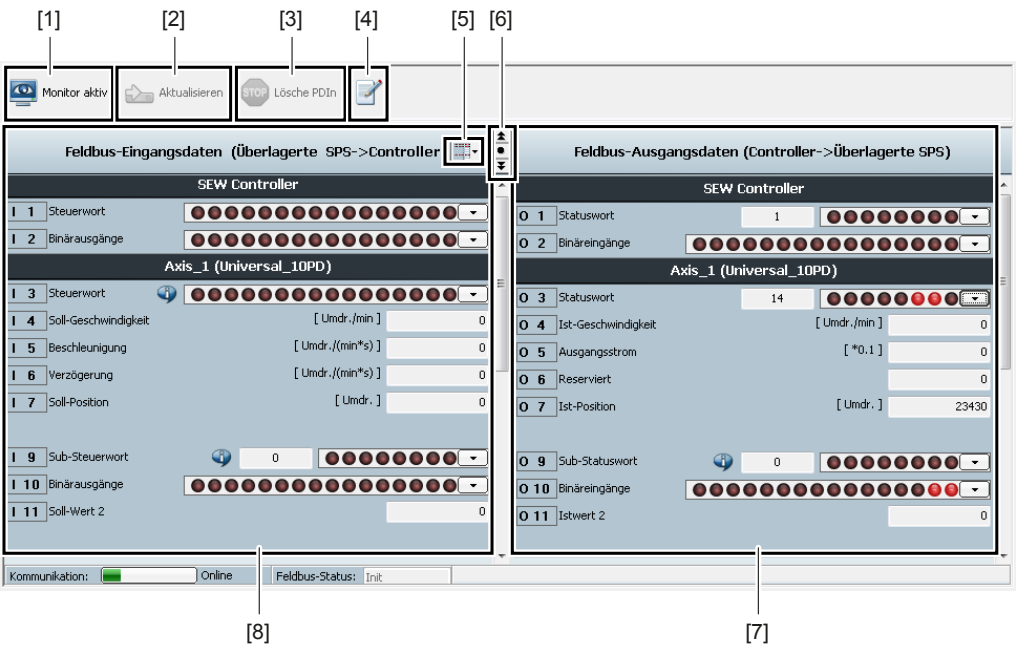 [1] [2] [3] [4] [5] [6]
Monitor aktiv Aktualisieren STOP Lösche PDIn
Feldbus-Eingangsdaten (Überlagerte SPS->Controller
SEW Controller
I 1 Steuerwort
I 2 Binärausgänge
Axis_1 (Universal_10PD)
I 3 Steuerwort
I 4 Soll-Geschwindigkeit [ Umdr./min ] 0
I 5 Beschleunigung [ Umdr./(min*s) ] 0
I 6 Verzögerung [ Umdr./(min*s) ] 0
I 7 Soll-Position [ Umdr. ] 0
I 9 Sub-Steuerwort 0
I 10 Binärausgänge
I 11 Soll-Wert 2 0
Feldbus-Ausgangsdaten (Controller->Überlagerte SPS)
SEW Controller
O 1 Statuswort 1
O 2 Binäreingänge
Axis_1 (Universal_10PD)
O 3 Statuswort 14
O 4 Ist-Geschwindigkeit [ Umdr./min ] 0
O 5 Ausgangsstrom [ *0.1 ] 0
O 6 Reserviert 0
O 7 Ist-Position [ Umdr. ] 23430
O 9 Sub-Statuswort 0
O 10 Binäreingänge
O 11 Istwert 2 0
Kommunikation: Online Feldbus-Status: Init
[8] [7]